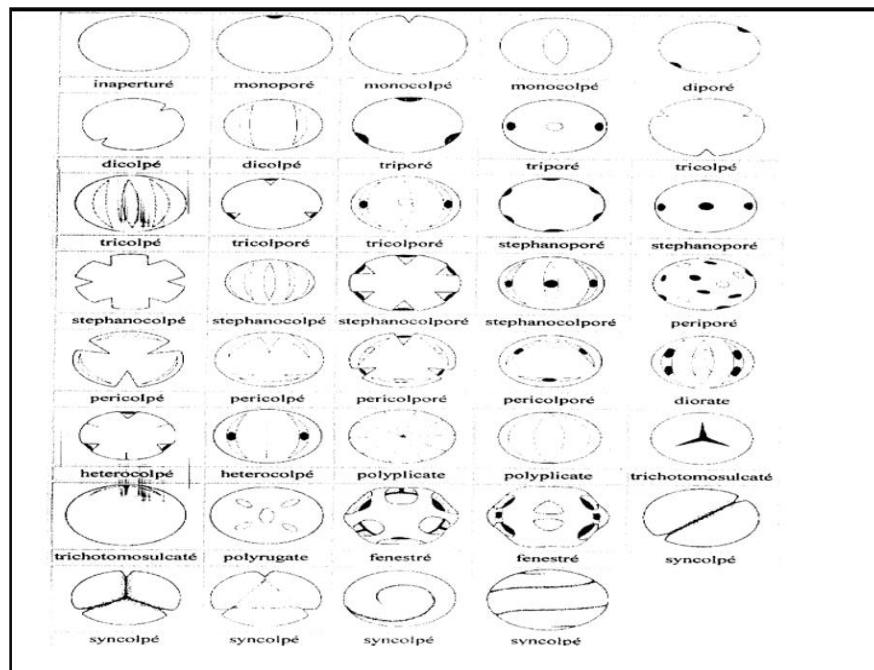 inaperturé monoporé monocolpé monocolpé diporé
dicolpé dicolpé triporé triporé tricolpé
tricolpé tricolporé tricolporé stephanoporé stephanoporé
stephanocolpé stephanocolpé stephanocolporé stephanocolporé periporé
pericolpé pericolpé pericolporé pericolporé diorate
heterocolpé heterocolpé polyplicate polyplicate trichotomosulcaté
trichotomosulcaté polyrugate fenestré fenestré syncolpé
syncolpé syncolpé syncolpé syncolpé